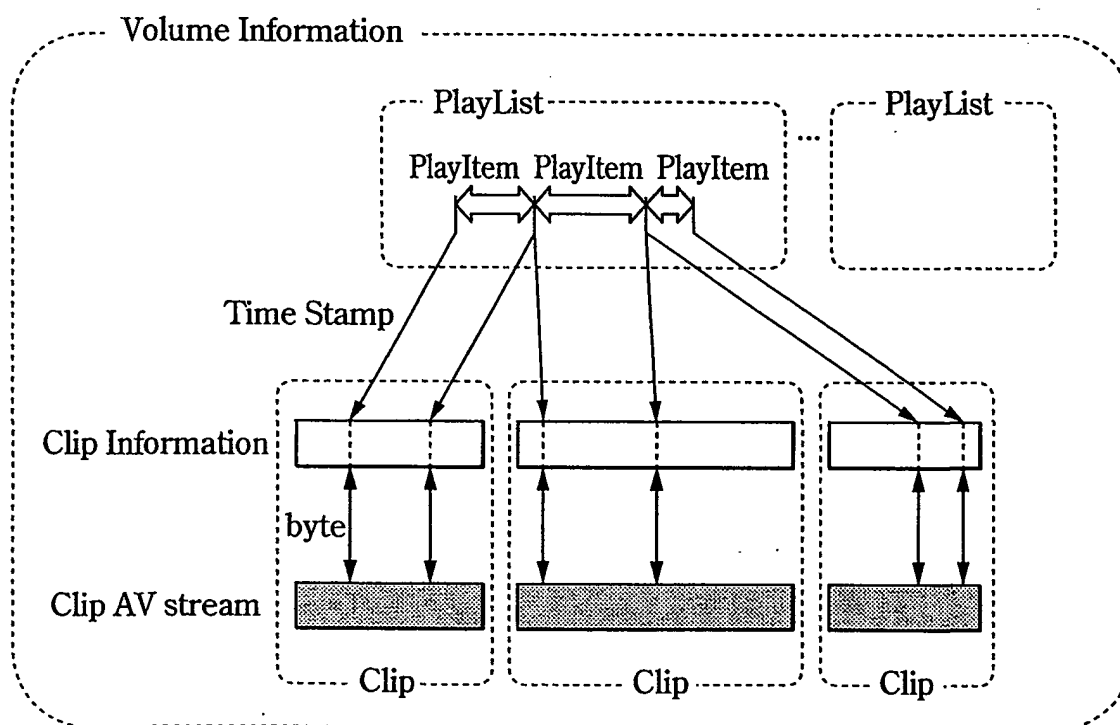 Volume Information
PlayList
... PlayList
PlayItem PlayItem PlayItem
Time Stamp
Clip Information
byte
Clip AV stream
Clip
Clip
Clip